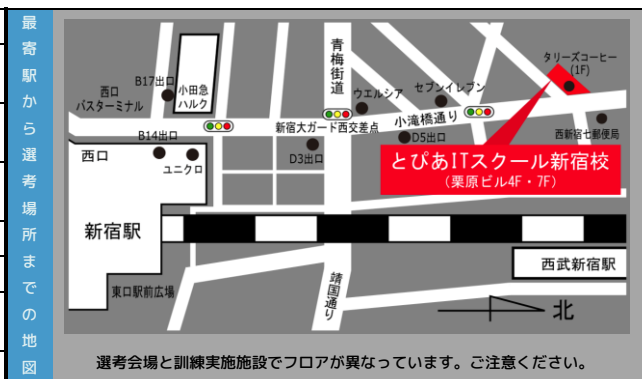 最寄駅から選考場所までの地図
青梅街道
タリーズコーヒー
(1F)
B17出口
小田急
ハルク
西口
バスターミナル
ウエルシア
セブンイレブン
新宿大ガード西交差点
小滝橋通り
B14出口
D3出口
D5出口
西新宿七郵便局
西口
ユニクロ
とぴあITスクール新宿校
(栗原ビル4F・7F)
新宿駅
西武新宿駅
東口駅前広場
靖国通り
北
選考会場と訓練実施施設でフロアが異なっています。ご注意ください。